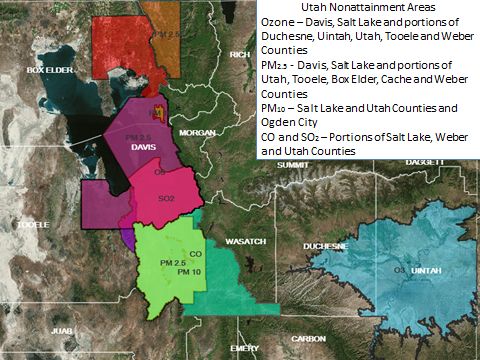 Utah Nonattainment Areas
Ozone – Davis, Salt Lake and portions of
Duchesne, Uintah, Utah, Tooele and Weber
Counties
PM2.5 - Davis, Salt Lake and portions of
Utah, Tooele, Box Elder, Cache and Weber
Counties
PM10 – Salt Lake and Utah Counties and
Ogden City
CO and SO2 – Portions of Salt Lake, Weber
and Utah Counties
PM 2.5
RICH
BOX ELDER
PM 2.5
MORGAN
DAVIS
DAGGETT
SUMMIT
O3
SO2
TOOELE
WASATCH
DUCHESNE
CO
PM 2.5
PM 10
O3
UINTAH
JUAB
CARBON
EMERY